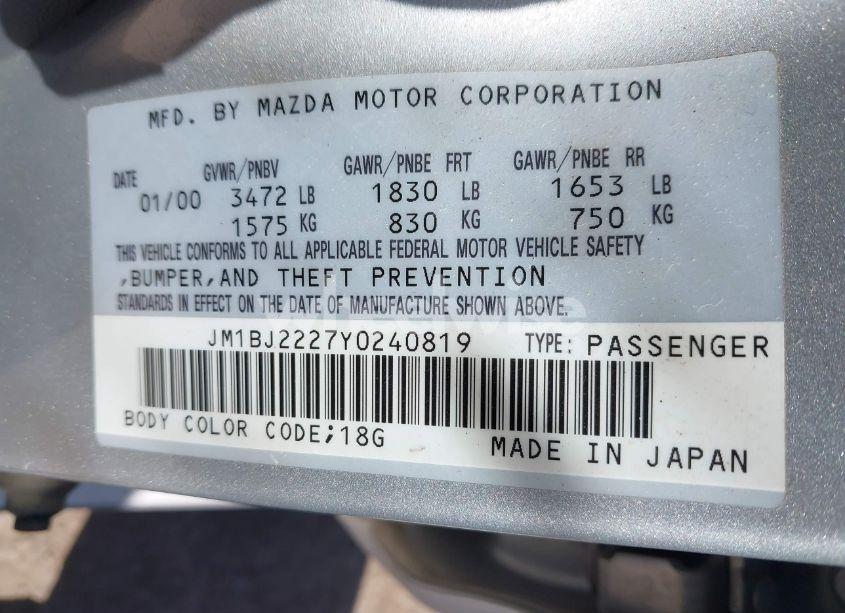 MFD. BY MAZDA MOTOR CORPORATION
DATE GVWR/PNBV GAWR/PNBE FRT GAWR/PNBE RR
01/00 3472 LB 1830 LB 1653 LB
1575 KG 830 KG 750 KG
THIS VEHICLE CONFORMS TO ALL APPLICABLE FEDERAL MOTOR VEHICLE SAFETY
,BUMPER,AND THEFT PREVENTION
STANDARDS IN EFFECT ON THE DATE OF MANUFACTURE SHOWN ABOVE.
JM1BJ2227Y0240819 TYPE: PASSENGER
BODY COLOR CODE;18G MADE IN JAPAN